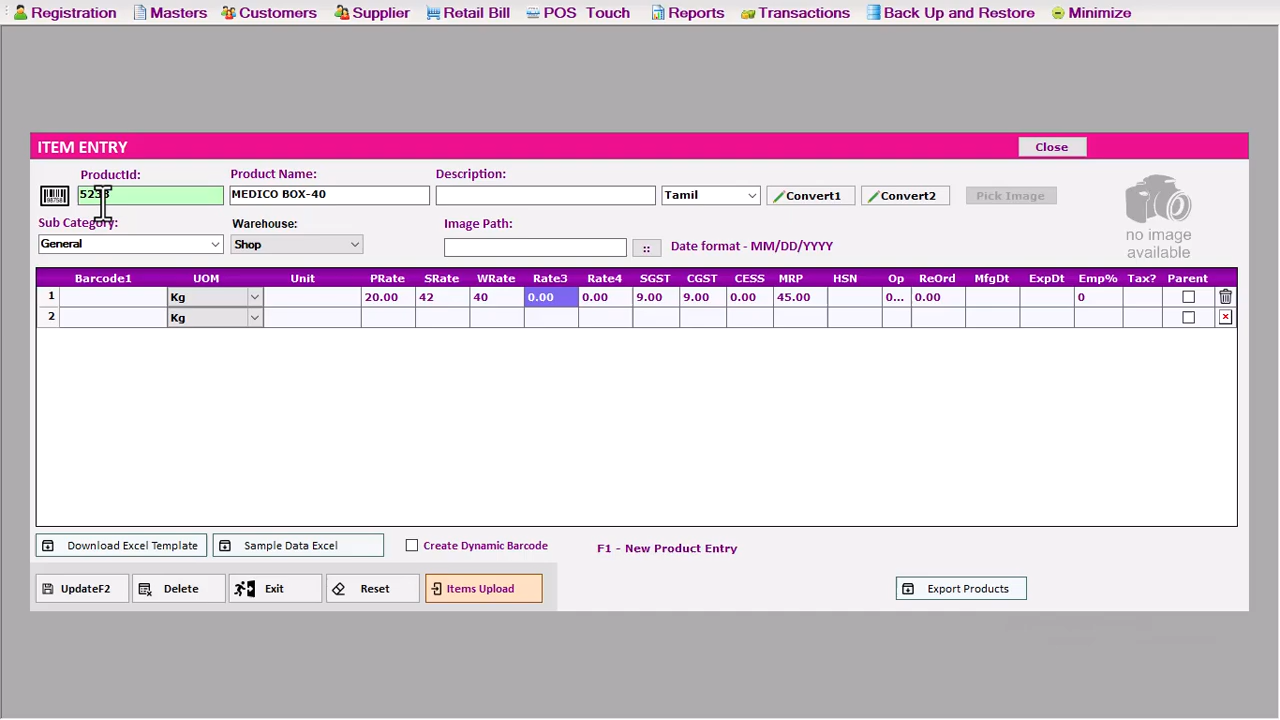 Registration Masters Customers Supplier Retail Bill POS Touch Reports Transactions Back Up and Restore Minimize
ITEM ENTRY Close
ProductId: Product Name: Description:
MEDICO BOX-40 Tamil Convert1 Convert2 Pick Image
Sub Category: Warehouse: Image Path:
General Shop :: Date format - MM/DD/YYYY
no image
available
Barcode1 UOM Unit PRate SRate WRate Rate3 Rate4 SGST CGST CESS MRP HSN Op ReOrd MfgDt ExpDt Emp% Tax? Parent
1 Kg 20.00 42 40 0.00 0.00 9.00 9.00 0.00 45.00 0... 0.00 0
2 Kg
Download Excel Template Sample Data Excel Create Dynamic Barcode F1 - New Product Entry
UpdateF2 Delete Exit Reset Items Upload Export Products